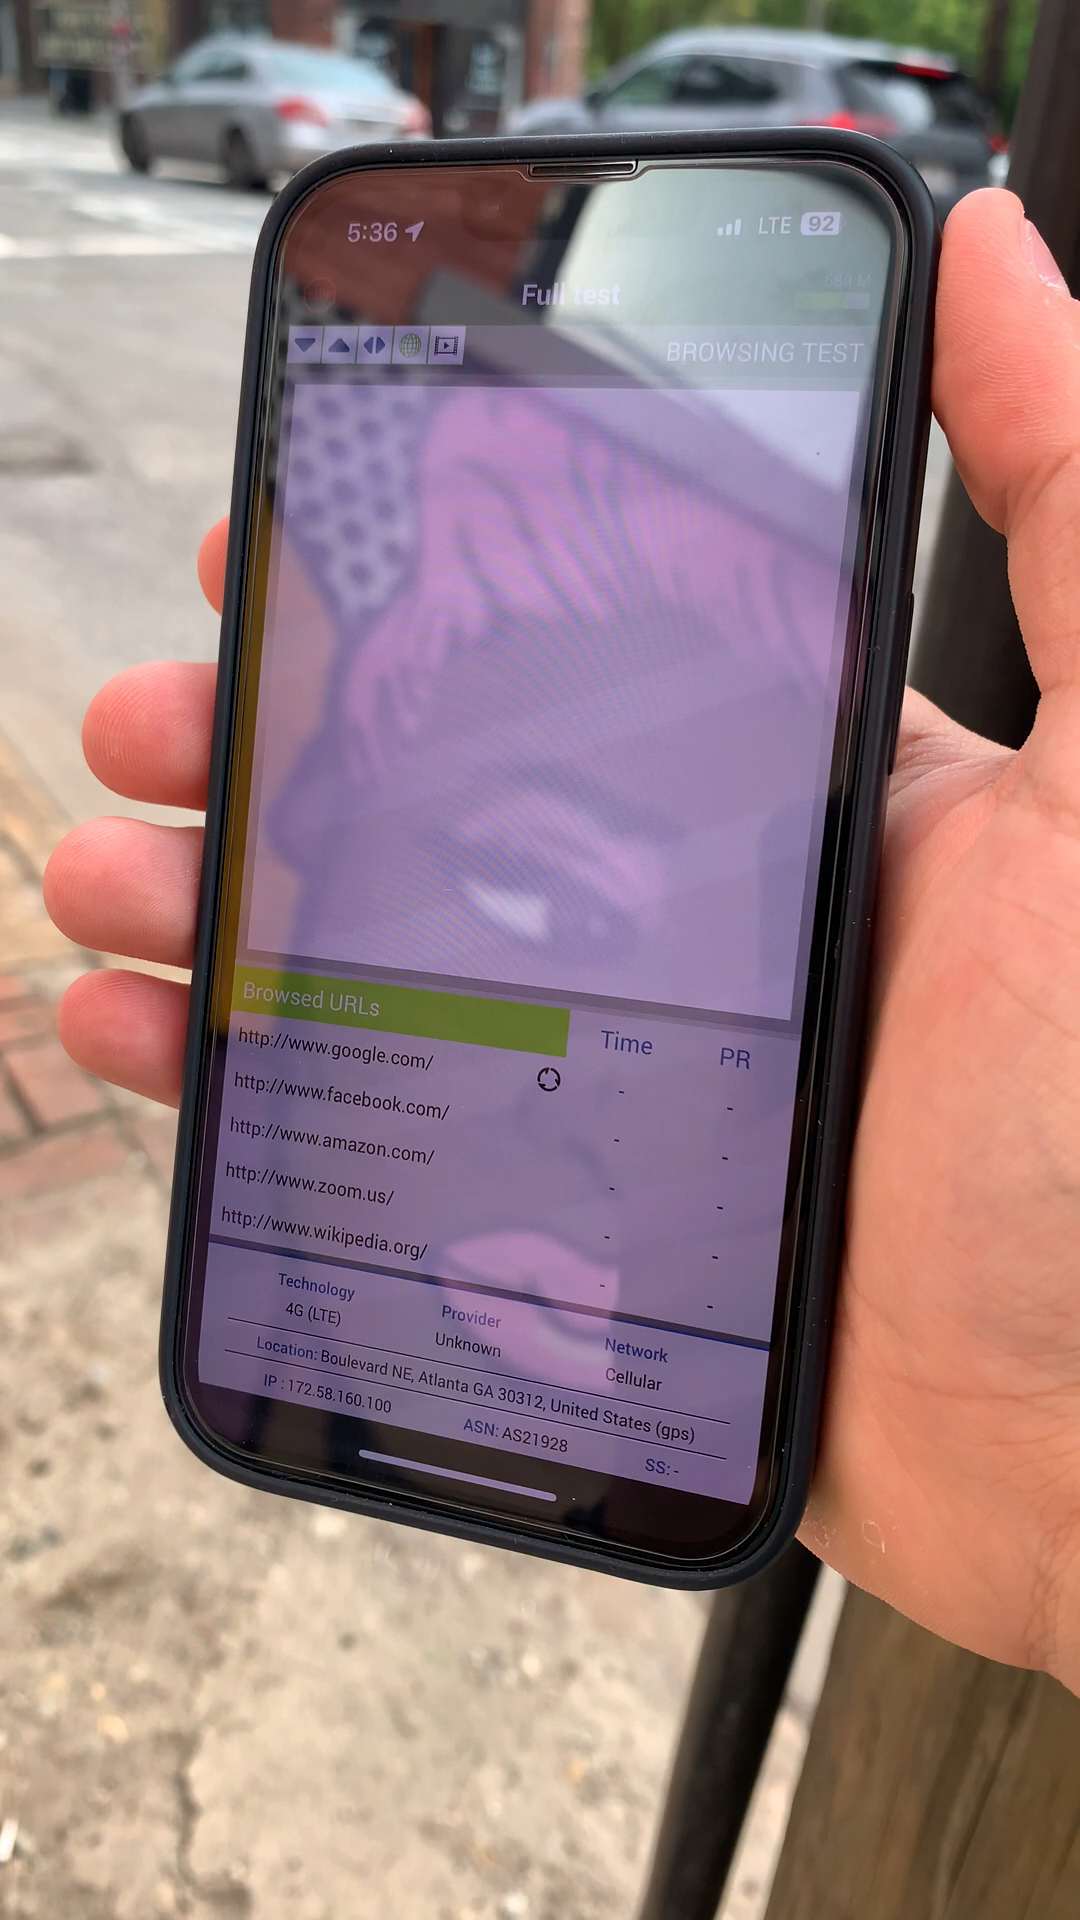 5:36
LTE 92
Full test
BROWSING TEST
Browsed URLs Time PR
http://www.google.com/ - -
http://www.facebook.com/ - -
http://www.amazon.com/ - -
http://www.zoom.us/ - -
http://www.wikipedia.org/ - -
Technology Provider Network
4G (LTE) Unknown Cellular
Location: Boulevard NE, Atlanta GA 30312, United States (gps)
IP : 172.58.160.100 ASN: AS21928 SS: -